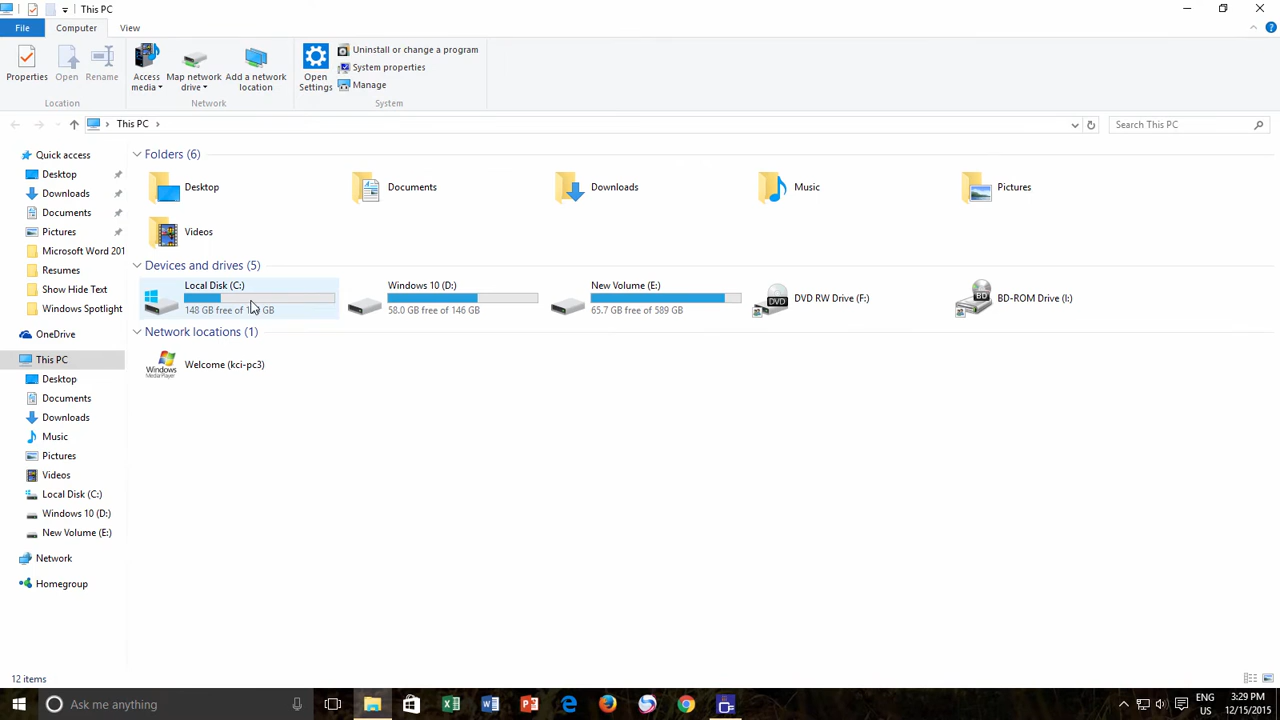 This PC
File Computer View
Properties Open Rename Access media Map network drive Add a network location Open Settings Uninstall or change a program
System properties
Manage
Location Network System
This PC
Search This PC
Quick access
Desktop
Downloads
Documents
Pictures
Microsoft Word 201
Resumes
Show Hide Text
Windows Spotlight
OneDrive
This PC
Desktop
Documents
Downloads
Music
Pictures
Videos
Local Disk (C:)
Windows 10 (D:)
New Volume (E:)
Network
Homegroup
Folders (6)
Desktop Documents Downloads Music Pictures
Videos
Devices and drives (5)
Local Disk (C:) Windows 10 (D:) New Volume (E:)
DVD RW Drive (F:) BD-ROM Drive (I:)
148 GB free of GB 58.0 GB free of 146 GB 65.7 GB free of 589 GB
DVD BD
Network locations (1)
Welcome (kci-pc3)
Windows
Media Player
12 items
Ask me anything
ENG
US
3:29 PM
12/15/2015